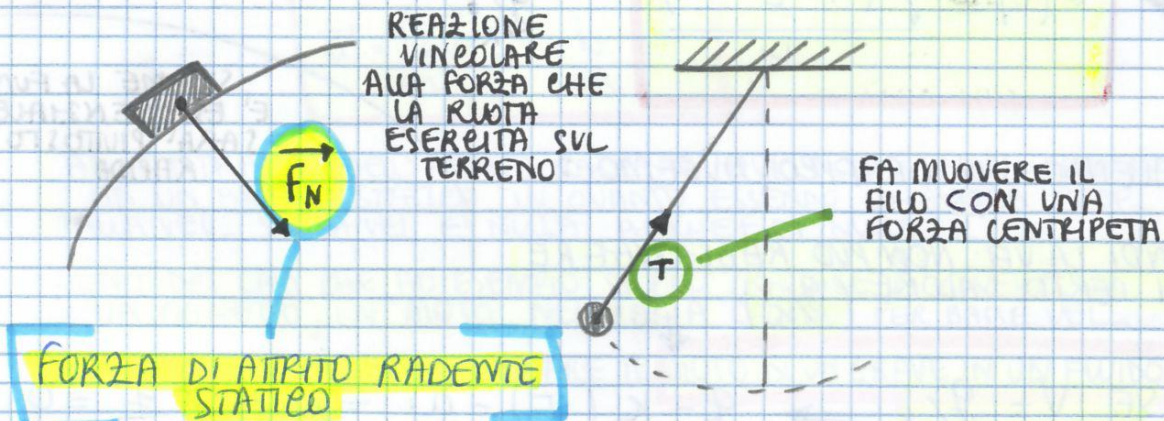 REAZIONE
VINCOLARE
ALLA FORZA CHE
LA RUOTA
ESERCITA SUL
TERRENO
F_N
FORZA DI ATTRITO RADENTE
STATICO
FA MUOVERE IL
FILO CON UNA
FORZA CENTRIPETA
T